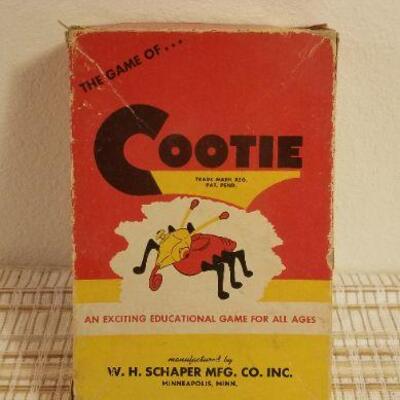 THE GAME OF...
COOTIE
TRADE MARK REG.
PAT. PEND.
AN EXCITING EDUCATIONAL GAME FOR ALL AGES
manufactured by
W. H. SCHAPER MFG. CO. INC.
MINNEAPOLIS, MINN.